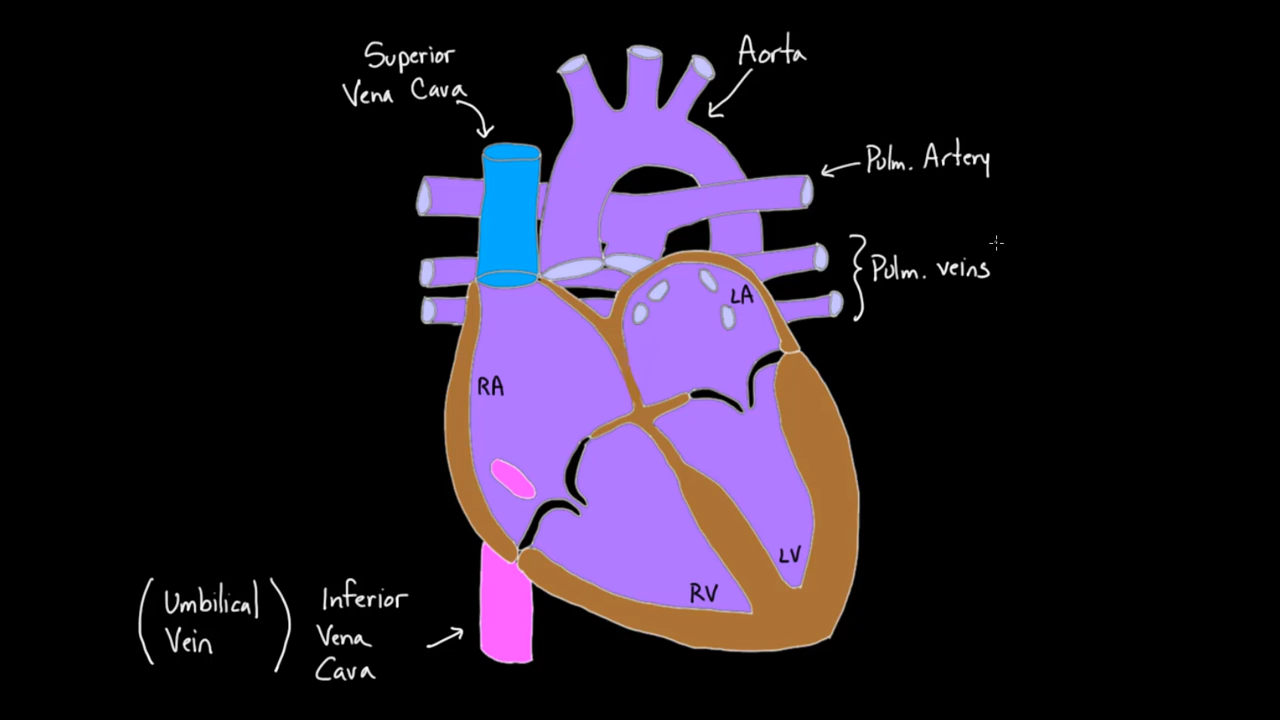 Superior
Vena Cava
Aorta
Pulm. Artery
Pulm. veins
LA
RA
LV
RV
(Umbilical
Vein)
Inferior
Vena
Cava